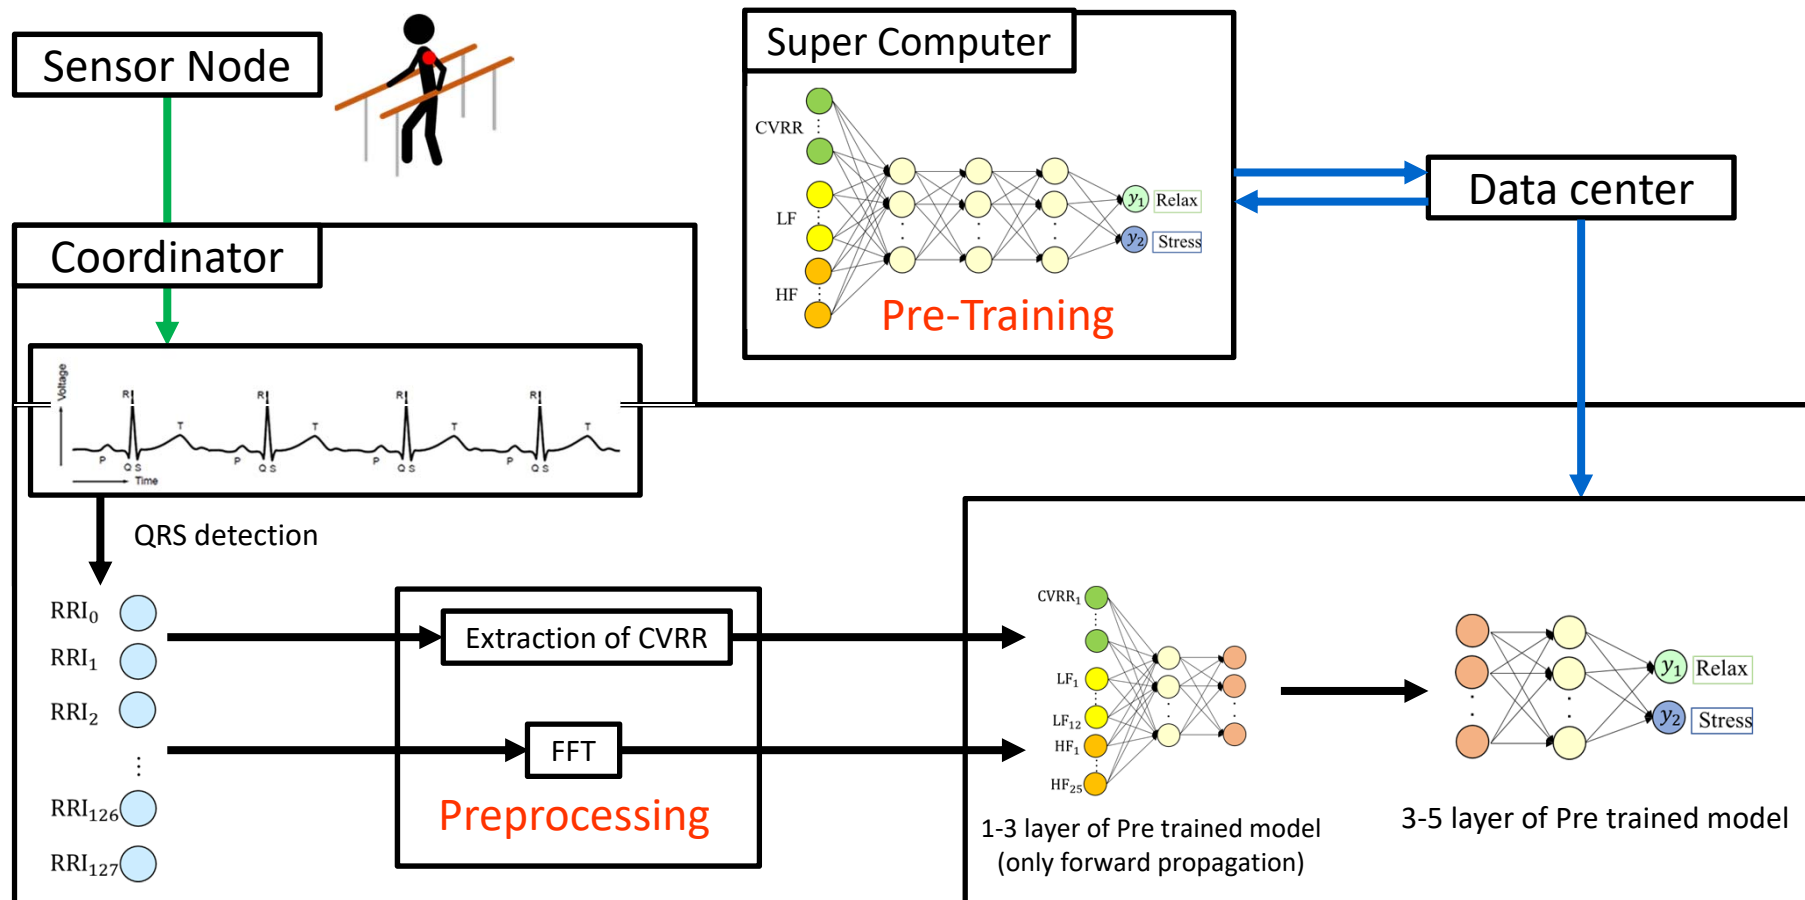 Sensor Node
Super Computer
CVRR
LF
HF
y₁ Relax
y₂ Stress
Pre-Training
Data center
Coordinator
Voltage
R R R R
T T T T
P P P P
Q S Q S Q S Q S
Time
QRS detection
RRI₀
RRI₁
RRI₂
⋮
RRI₁₂₆
RRI₁₂₇
Extraction of CVRR
FFT
Preprocessing
CVRR₁
LF₁
LF₁₂
HF₁
HF₂₅
1-3 layer of Pre trained model
(only forward propagation)
y₁ Relax
y₂ Stress
3-5 layer of Pre trained model